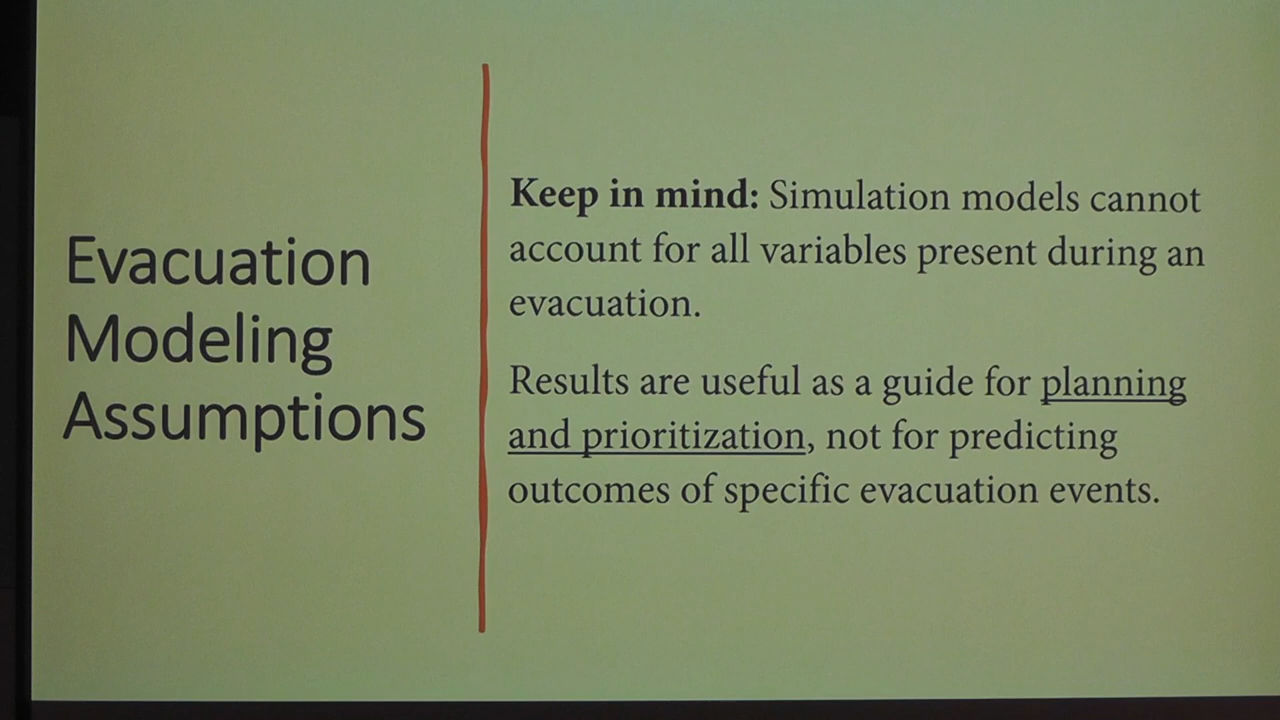 Evacuation
Modeling
Assumptions
Keep in mind: Simulation models cannot
account for all variables present during an
evacuation.
Results are useful as a guide for planning
and prioritization, not for predicting
outcomes of specific evacuation events.